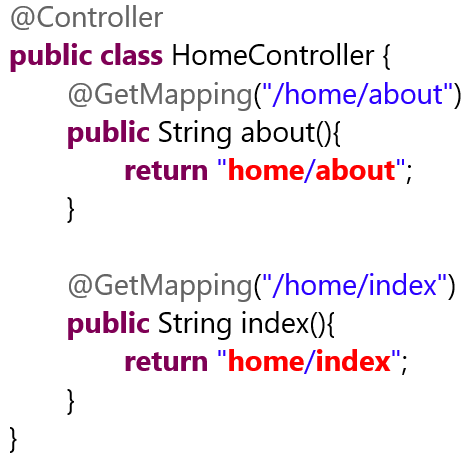 @Controller
public class HomeController {
@GetMapping("/home/about")
public String about(){
return "home/about";
}
@GetMapping("/home/index")
public String index(){
return "home/index";
}
}